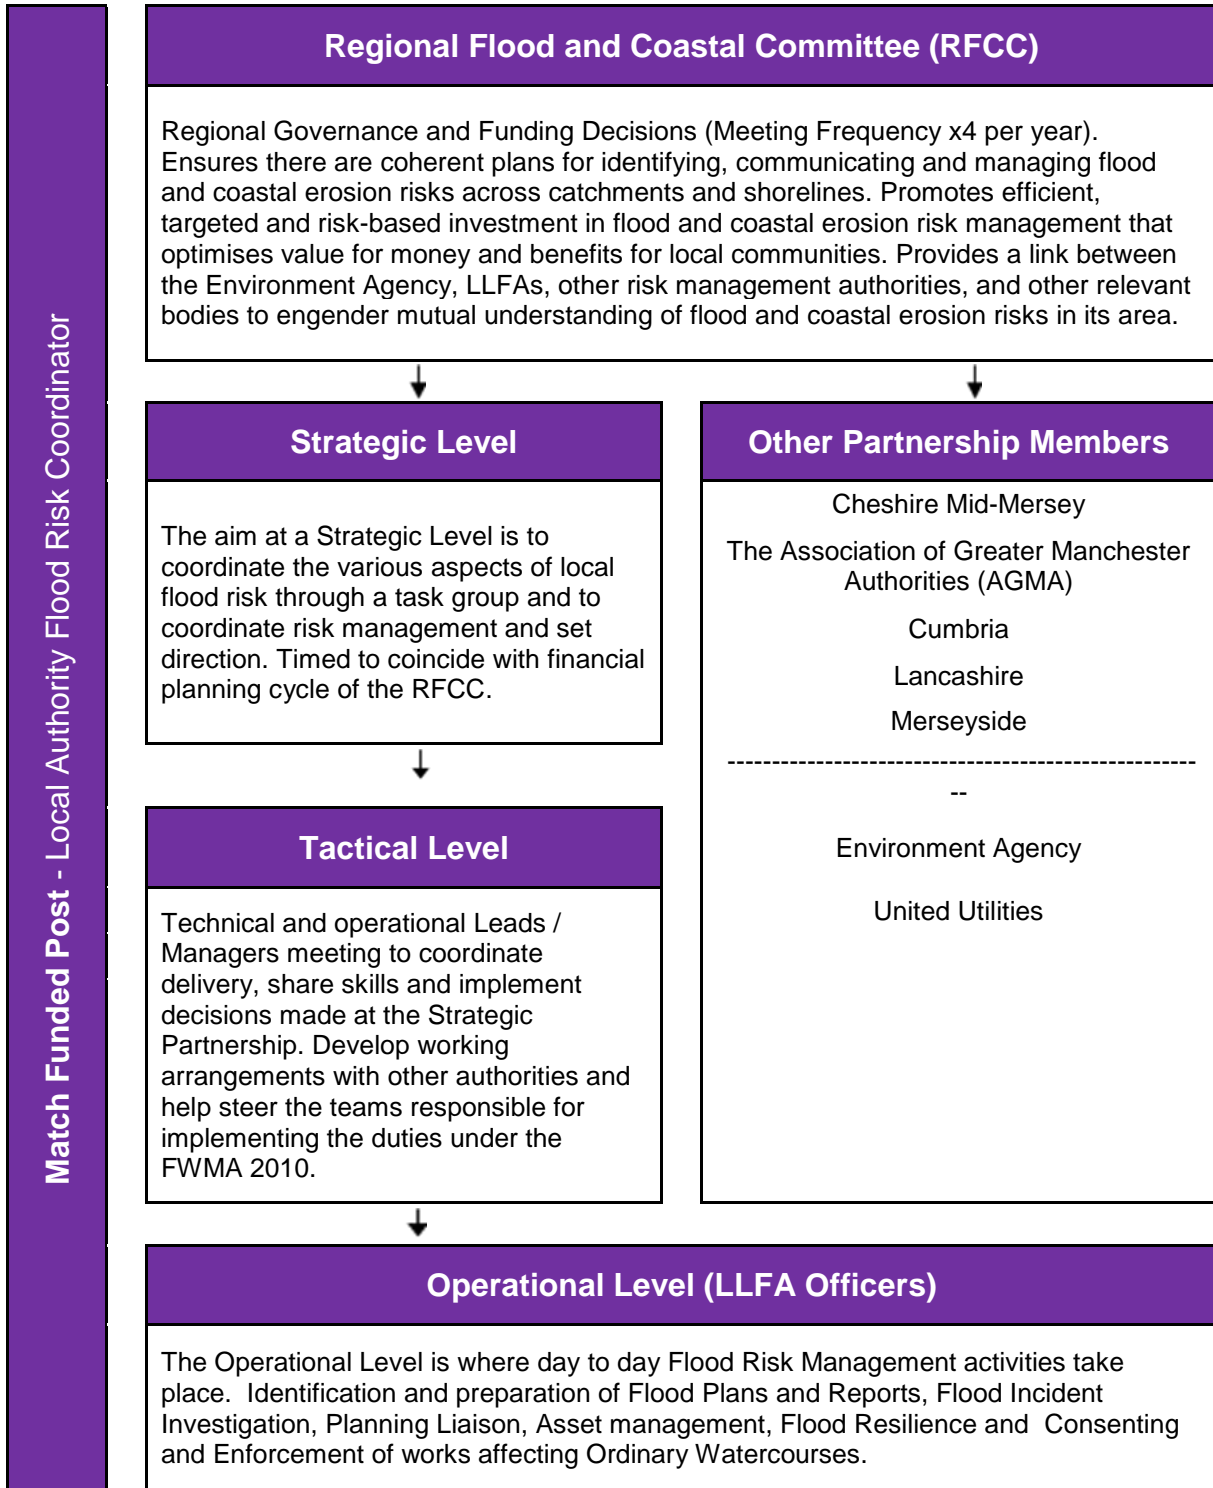 Match Funded Post - Local Authority Flood Risk Coordinator
Regional Flood and Coastal Committee (RFCC)
Regional Governance and Funding Decisions (Meeting Frequency x4 per year).
Ensures there are coherent plans for identifying, communicating and managing flood
and coastal erosion risks across catchments and shorelines. Promotes efficient,
targeted and risk-based investment in flood and coastal erosion risk management that
optimises value for money and benefits for local communities. Provides a link between
the Environment Agency, LLFAs, other risk management authorities, and other relevant
bodies to engender mutual understanding of flood and coastal erosion risks in its area.
Strategic Level
The aim at a Strategic Level is to
coordinate the various aspects of local
flood risk through a task group and to
coordinate risk management and set
direction. Timed to coincide with financial
planning cycle of the RFCC.
Other Partnership Members
Cheshire Mid-Mersey
The Association of Greater Manchester
Authorities (AGMA)
Cumbria
Lancashire
Merseyside
-----------------------------------------------------
--
Environment Agency
United Utilities
Tactical Level
Technical and operational Leads /
Managers meeting to coordinate
delivery, share skills and implement
decisions made at the Strategic
Partnership. Develop working
arrangements with other authorities and
help steer the teams responsible for
implementing the duties under the
FWMA 2010.
Operational Level (LLFA Officers)
The Operational Level is where day to day Flood Risk Management activities take
place.  Identification and preparation of Flood Plans and Reports, Flood Incident
Investigation, Planning Liaison, Asset management, Flood Resilience and  Consenting
and Enforcement of works affecting Ordinary Watercourses.